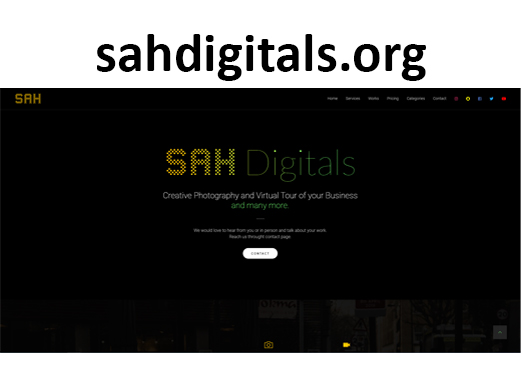 sahdigitals.org
SAH
Home Services Works Pricing Categories Contact
SAH Digitals
Creative Photography and Virtual Tour of your Business
and many more.
We would love to hear from you or in person and talk about your work.
Reach us throught contact page.
CONTACT